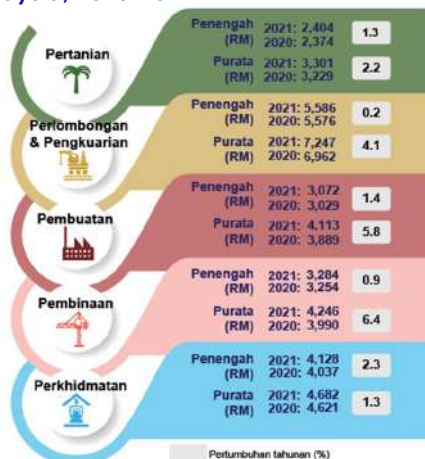 Pertanian
Penengah 2021: 2,404 1.3
(RM) 2020: 2,374
Purata 2021: 3,301 2.2
(RM) 2020: 3,229
Perlombongan
& Pengkuarian
Penengah 2021: 5,586 0.2
(RM) 2020: 5,576
Purata 2021: 7,247 4.1
(RM) 2020: 6,962
Pembuatan
Penengah 2021: 3,072 1.4
(RM) 2020: 3,029
Purata 2021: 4,113 5.8
(RM) 2020: 3,889
Pembinaan
Penengah 2021: 3,284 0.9
(RM) 2020: 3,254
Purata 2021: 4,246 6.4
(RM) 2020: 3,990
Perkhidmatan
Penengah 2021: 4,128 2.3
(RM) 2020: 4,037
Purata 2021: 4,682 1.3
(RM) 2020: 4,621
Pertumbuhan tahunan (%)